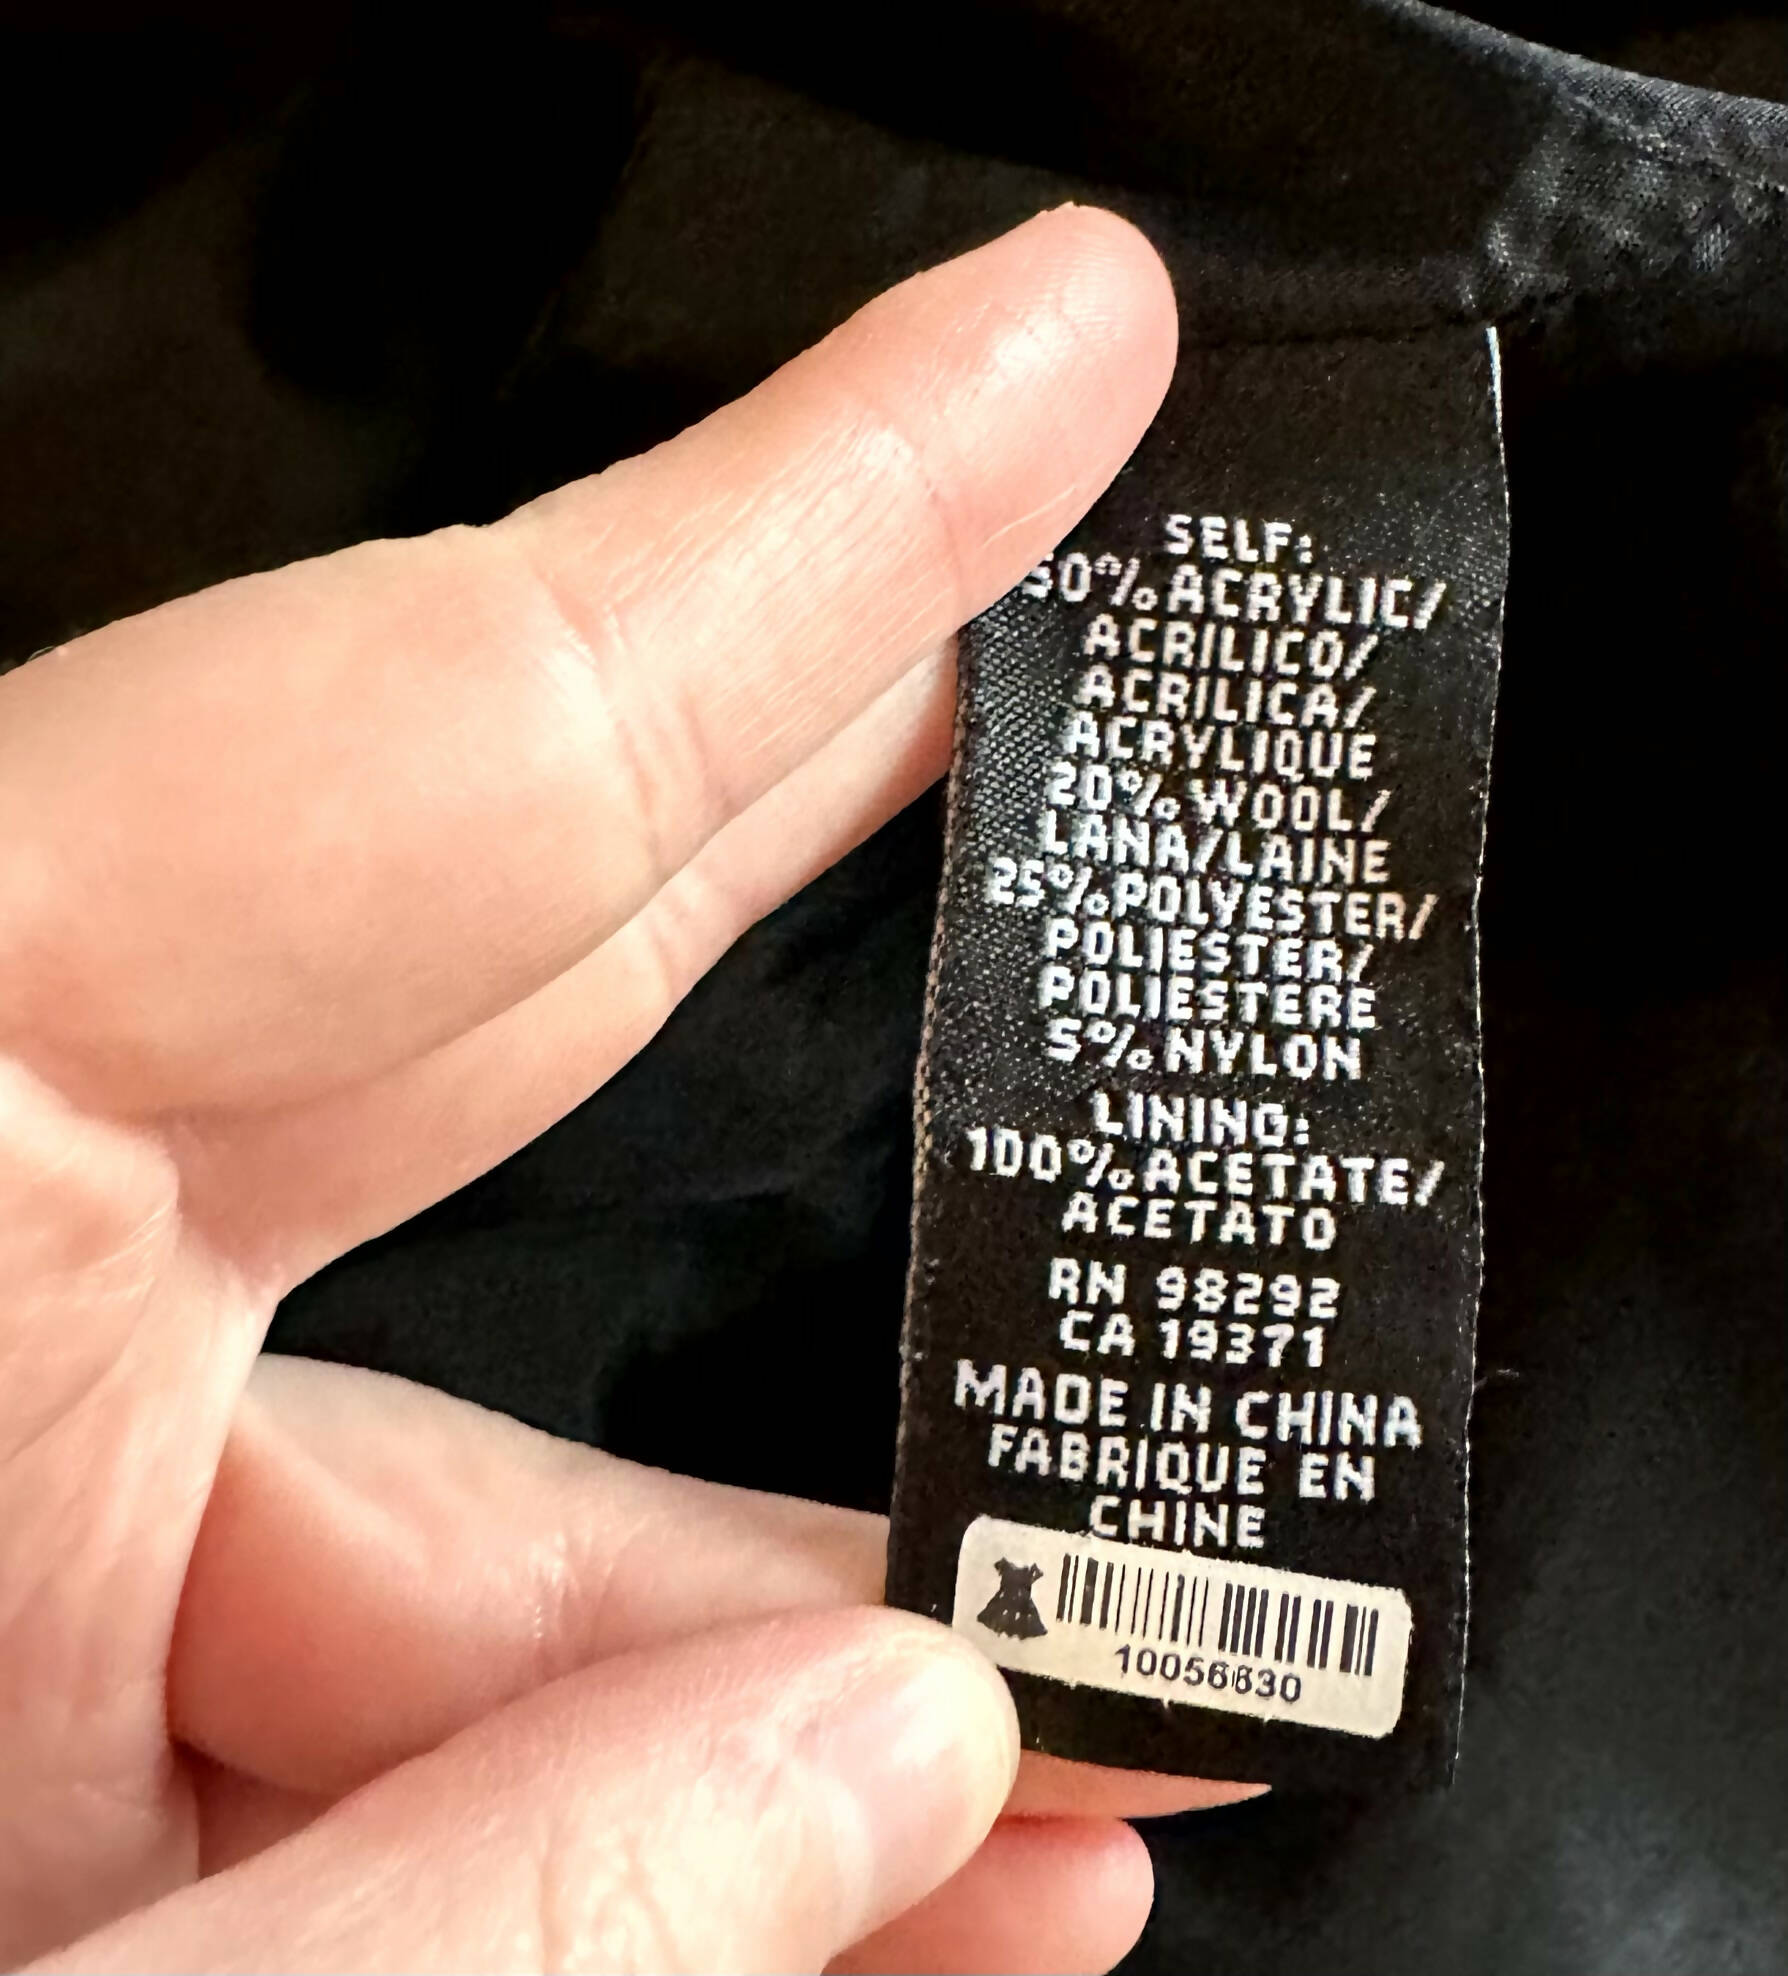 SELF:
50% ACRYLIC/
ACRILICO/
ACRILICA/
ACRYLIQUE
20% WOOL/
LANA/LAINE
25% POLYESTER/
POLIESTER/
POLIESTERE
5% NYLON
LINING:
100% ACETATE/
ACETATO
RN 98292
CA 19371
MADE IN CHINA
FABRIQUE EN
CHINE
10056630